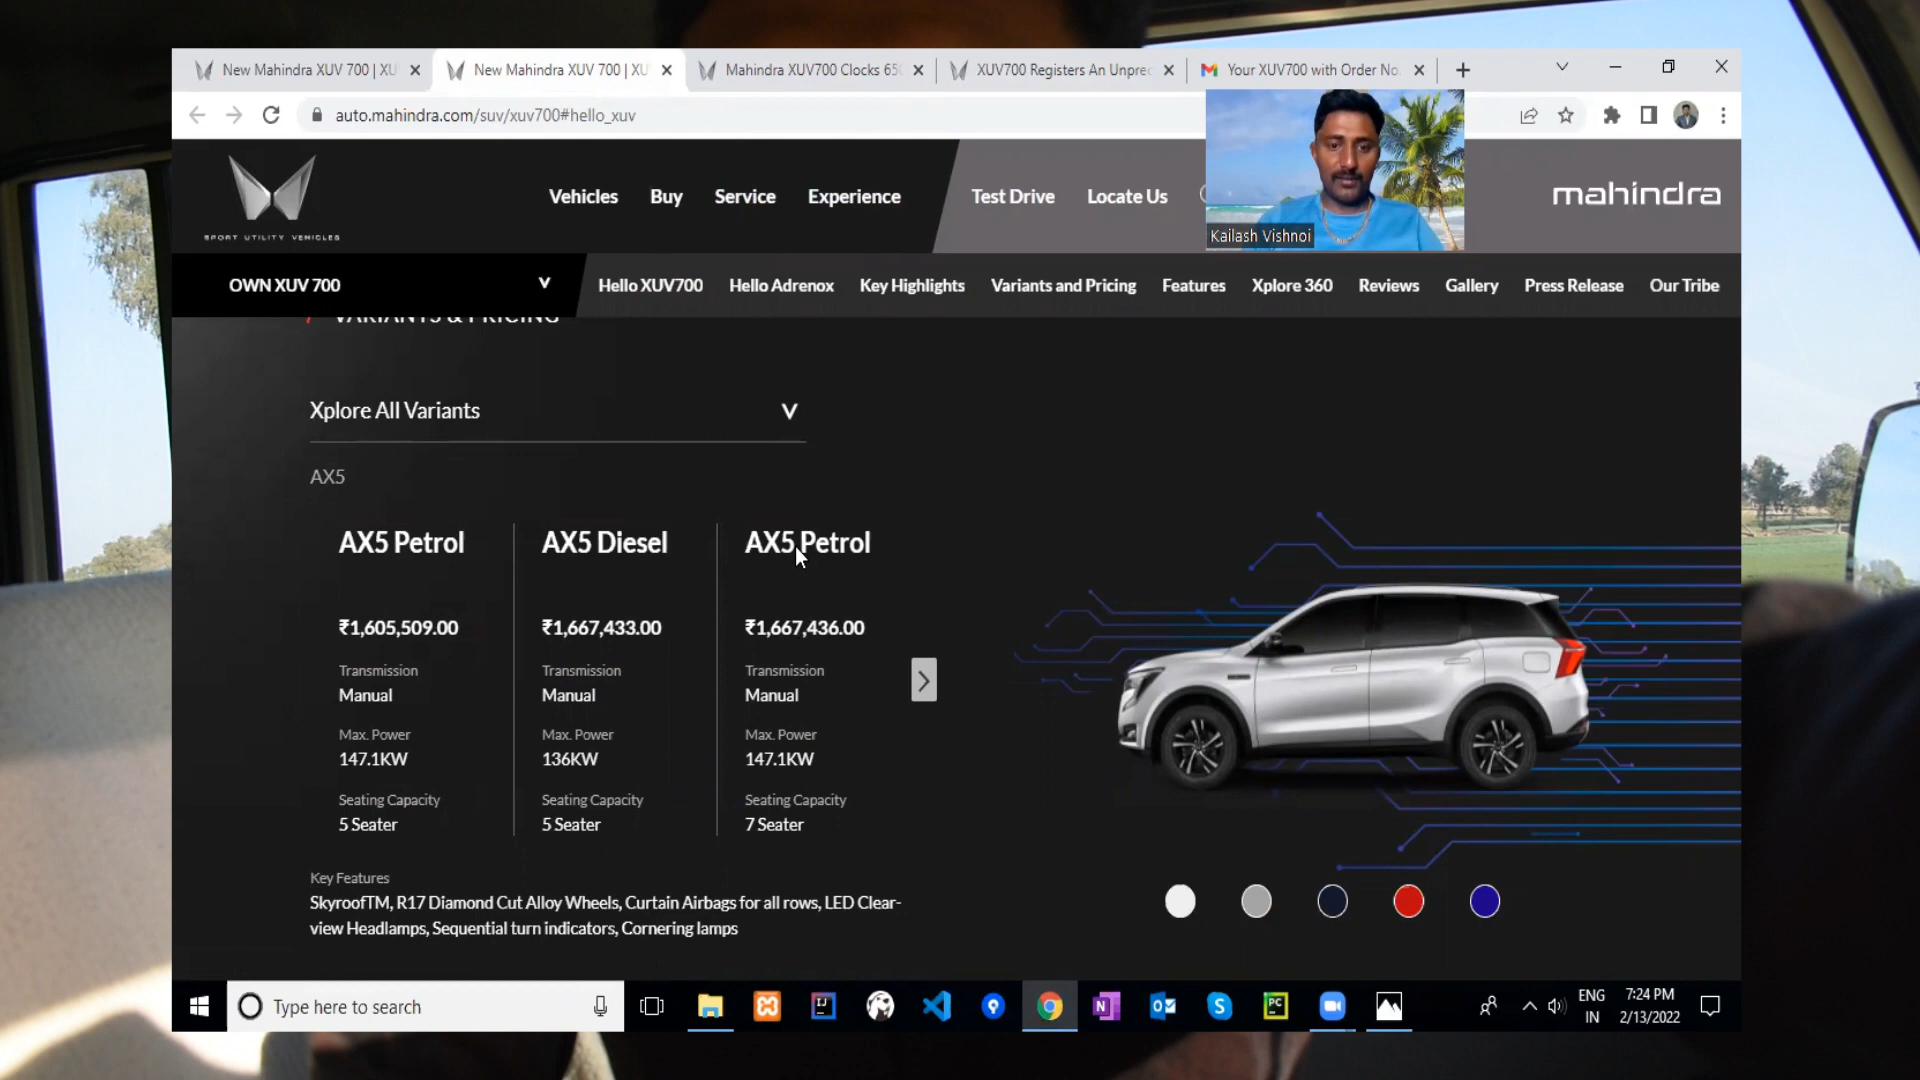 New Mahindra XUV 700 | XU
New Mahindra XUV 700 | XU
Mahindra XUV700 Clocks 65
XUV700 Registers An Unprec
Your XUV700 with Order No.
auto.mahindra.com/suv/xuv700#hello_xuv
SPORT UTILITY VEHICLES
Vehicles Buy Service Experience
Test Drive Locate Us
Kailash Vishnoi
mahindra
OWN XUV 700
Hello XUV700 Hello Adrenox Key Highlights Variants and Pricing Features Xplore 360 Reviews Gallery Press Release Our Tribe
VARIANTS & PRICING
Xplore All Variants
AX5
AX5 Petrol
₹1,605,509.00
Transmission
Manual
Max. Power
147.1KW
Seating Capacity
5 Seater
AX5 Diesel
₹1,667,433.00
Transmission
Manual
Max. Power
136KW
Seating Capacity
5 Seater
AX5 Petrol
₹1,667,436.00
Transmission
Manual
Max. Power
147.1KW
Seating Capacity
7 Seater
Key Features
SkyroofTM, R17 Diamond Cut Alloy Wheels, Curtain Airbags for all rows, LED Clear-
view Headlamps, Sequential turn indicators, Cornering lamps
Type here to search
IJ
N
S
PC
ENG
IN
7:24 PM
2/13/2022